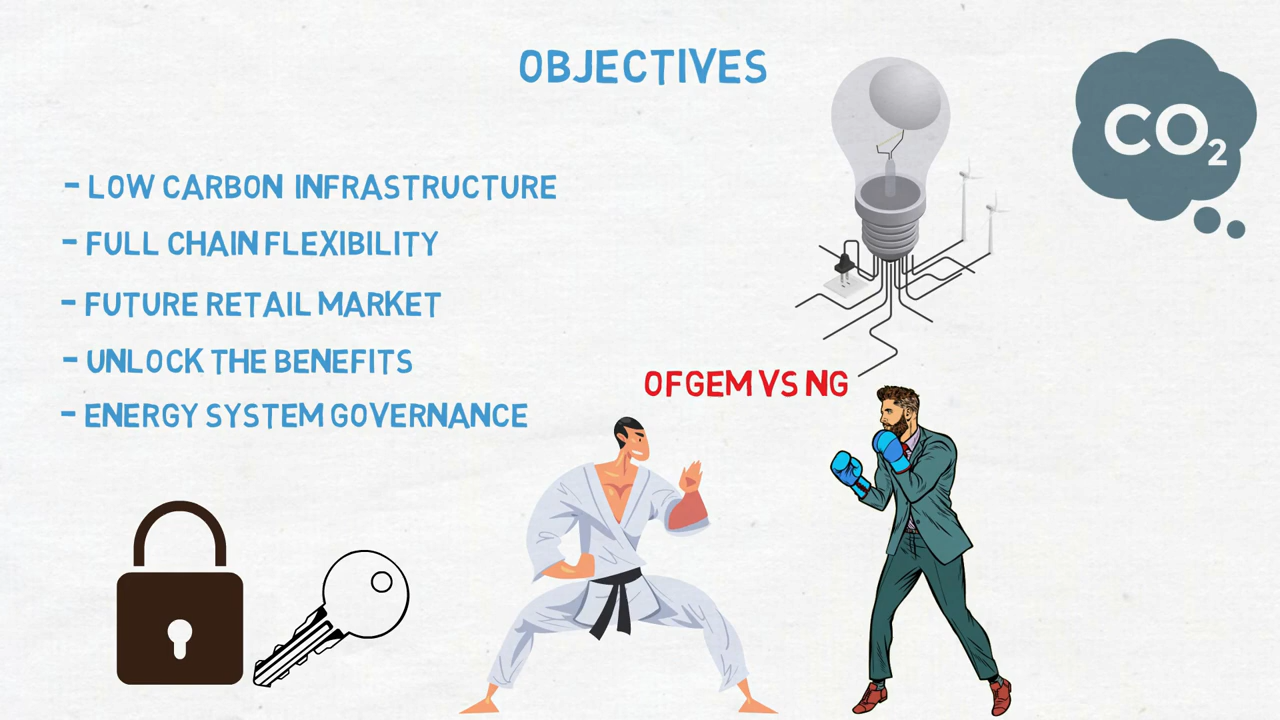 OBJECTIVES
CO2
- LOW CARBON INFRASTRUCTURE
- FULL CHAIN FLEXIBILITY
- FUTURE RETAIL MARKET
- UNLOCK THE BENEFITS
- ENERGY SYSTEM GOVERNANCE
OFGEM VS NG